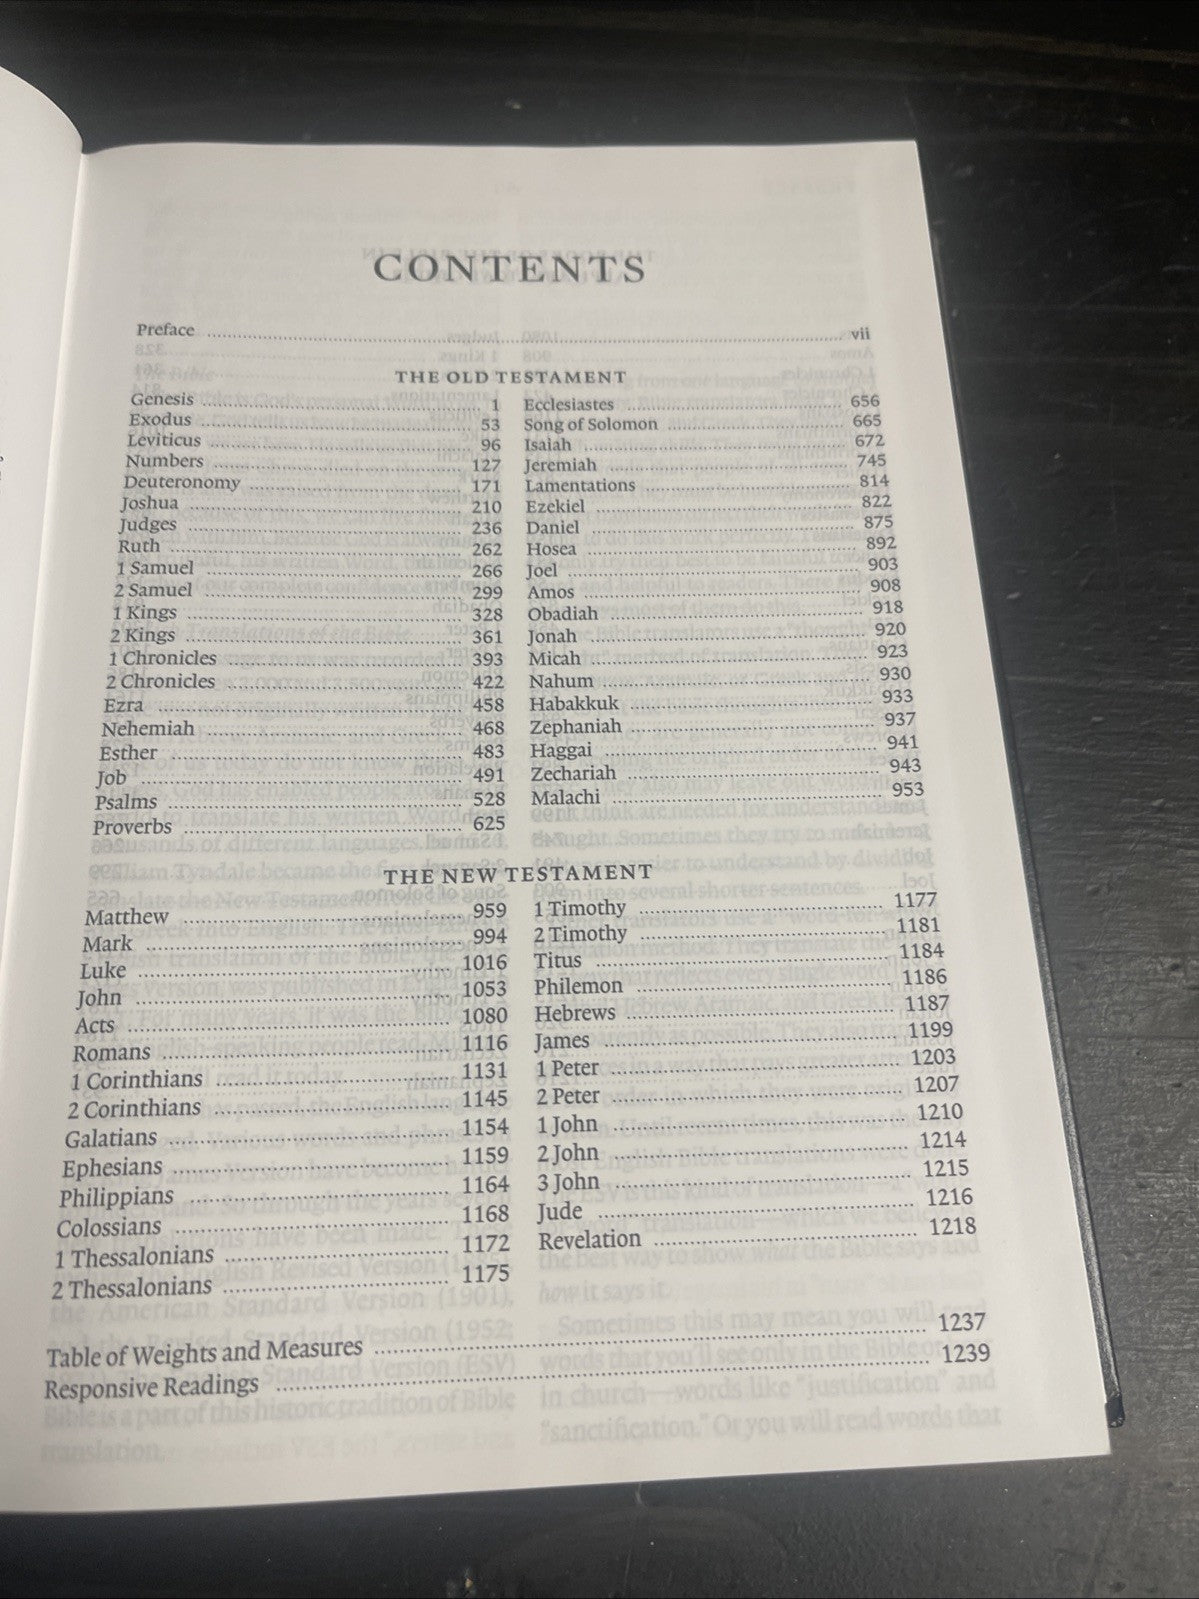 CONTENTS
Preface ........ vii
THE OLD TESTAMENT
Genesis ........ 1
Exodus ........ 53
Leviticus ........ 96
Numbers ........ 127
Deuteronomy ........ 171
Joshua ........ 210
Judges ........ 236
Ruth ........ 262
1 Samuel ........ 266
2 Samuel ........ 299
1 Kings ........ 328
2 Kings ........ 361
1 Chronicles ........ 393
2 Chronicles ........ 422
Ezra ........ 458
Nehemiah ........ 468
Esther ........ 483
Job ........ 491
Psalms ........ 528
Proverbs ........ 625
Ecclesiastes ........ 656
Song of Solomon ........ 665
Isaiah ........ 672
Jeremiah ........ 745
Lamentations ........ 814
Ezekiel ........ 822
Daniel ........ 875
Hosea ........ 892
Joel ........ 903
Amos ........ 908
Obadiah ........ 918
Jonah ........ 920
Micah ........ 923
Nahum ........ 930
Habakkuk ........ 933
Zephaniah ........ 937
Haggai ........ 941
Zechariah ........ 943
Malachi ........ 953
THE NEW TESTAMENT
Matthew ........ 959
Mark ........ 994
Luke ........ 1016
John ........ 1053
Acts ........ 1080
Romans ........ 1116
1 Corinthians ........ 1131
2 Corinthians ........ 1145
Galatians ........ 1154
Ephesians ........ 1159
Philippians ........ 1164
Colossians ........ 1168
1 Thessalonians ........ 1172
2 Thessalonians ........ 1175
1 Timothy ........ 1177
2 Timothy ........ 1181
Titus ........ 1184
Philemon ........ 1186
Hebrews ........ 1187
James ........ 1199
1 Peter ........ 1203
2 Peter ........ 1207
1 John ........ 1210
2 John ........ 1214
3 John ........ 1215
Jude ........ 1216
Revelation ........ 1218
Table of Weights and Measures ........ 1237
Responsive Readings ........ 1239